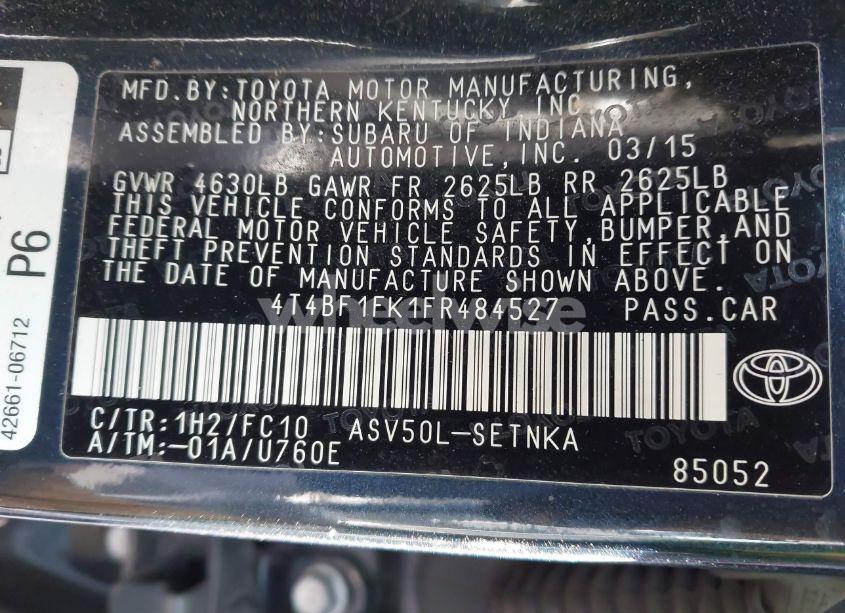 MFD.BY:TOYOTA MOTOR MANUFACTURING,
NORTHERN KENTUCKY, INC.
ASSEMBLED BY:SUBARU OF INDIANA
AUTOMOTIVE,INC. 03/15
GVWR 4630LB GAWR FR 2625LB RR 2625LB
THIS VEHICLE CONFORMS TO ALL APPLICABLE
FEDERAL MOTOR VEHICLE SAFETY,BUMPER,AND
THEFT PREVENTION STANDARDS IN EFFECT ON
THE DATE OF MANUFACTURE SHOWN ABOVE.
4T4BF1FK1FR484527 PASS.CAR
wheelwise
C/TR:1H2/FC10 ASV50L-SETNKA
A/TM:-01A/U760E
85052
P6
42661-06712